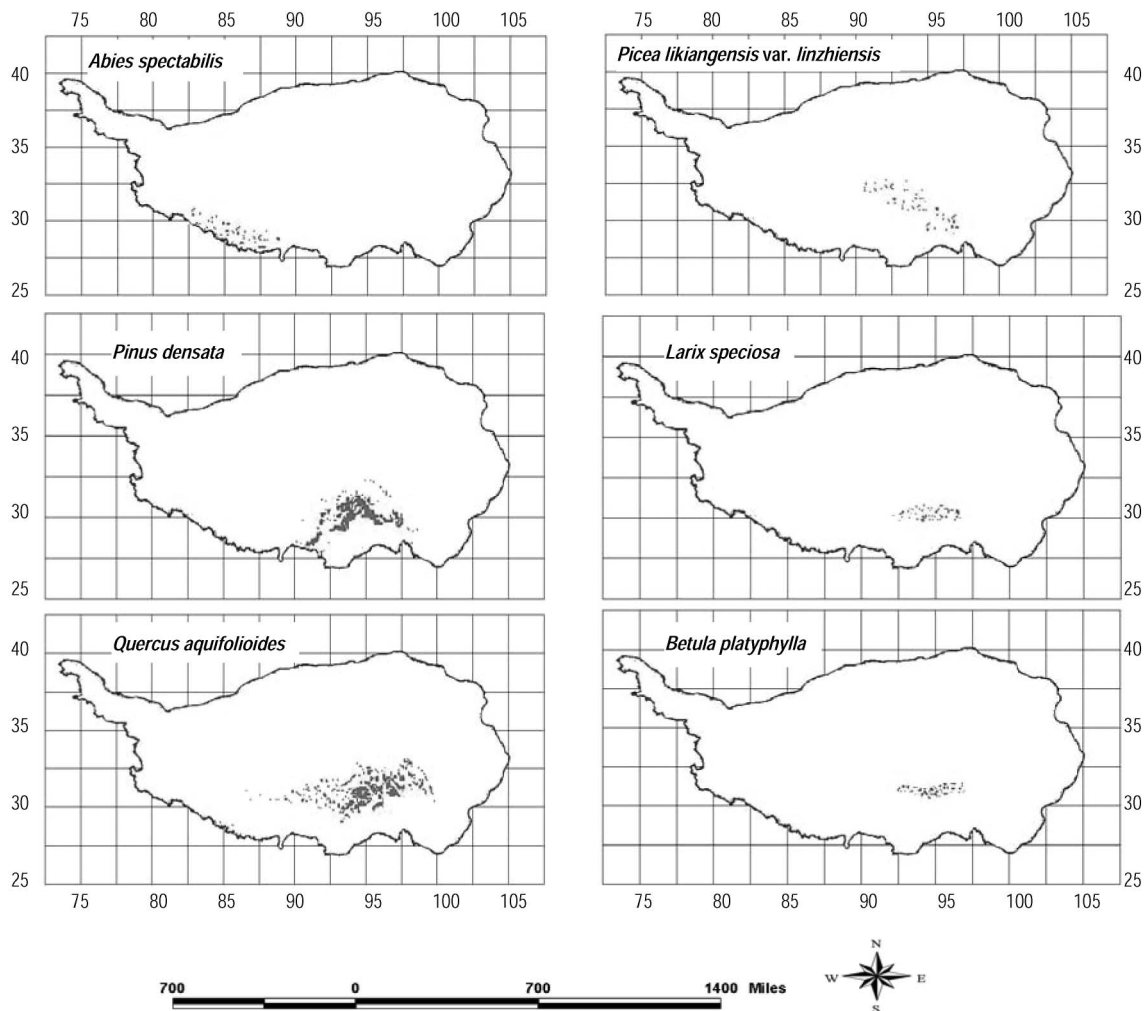 75 80 85 90 95 100 105 75 80 85 90 95 100 105
Abies spectabilis
Picea likiangensis var. linzhiensis
40 40
35 35
30 30
25 25
Pinus densata
Larix speciosa
40 40
35 35
30 30
25 25
Quercus aquifolioides
Betula platyphylla
40 40
35 35
30 30
25 25
75 80 85 90 95 100 105 75 80 85 90 95 100 105
N
W E
S
700 0 700 1400 Miles